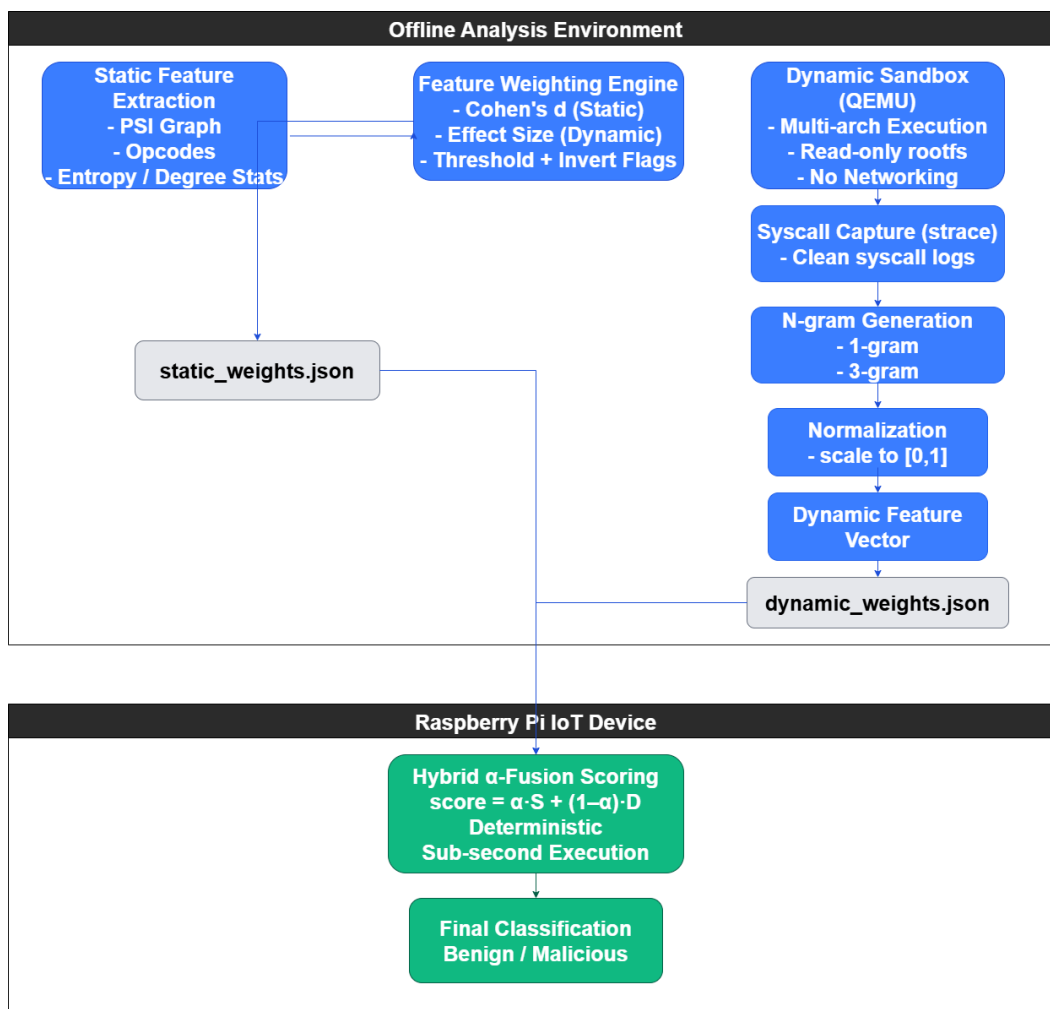 Offline Analysis Environment
Static Feature
Extraction
- PSI Graph
- Opcodes
- Entropy / Degree Stats
Feature Weighting Engine
- Cohen's d (Static)
- Effect Size (Dynamic)
- Threshold + Invert Flags
Dynamic Sandbox
(QEMU)
- Multi-arch Execution
- Read-only rootfs
- No Networking
Syscall Capture (strace)
- Clean syscall logs
N-gram Generation
- 1-gram
- 3-gram
static_weights.json
Normalization
- scale to [0,1]
Dynamic Feature
Vector
dynamic_weights.json
Raspberry Pi IoT Device
Hybrid α-Fusion Scoring
score = α·S + (1–α)·D
Deterministic
Sub-second Execution
Final Classification
Benign / Malicious